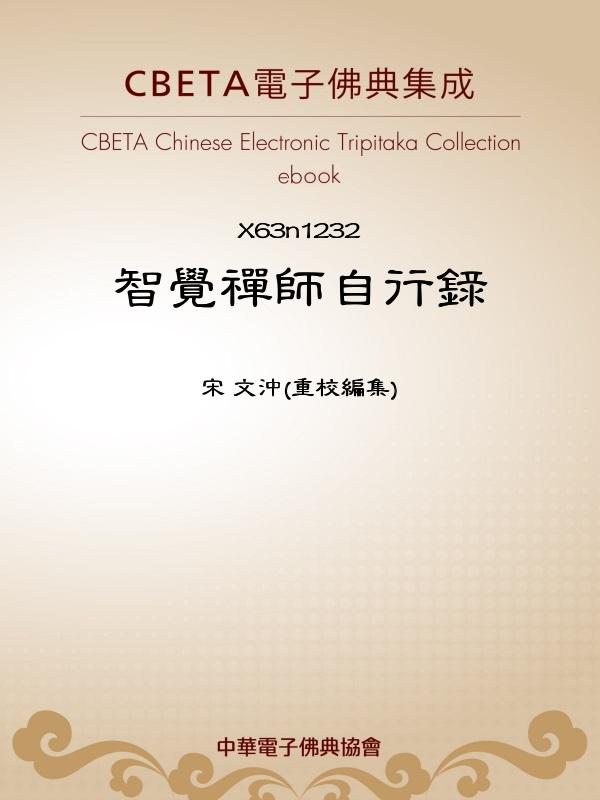 CBETA電子佛典集成
CBETA Chinese Electronic Tripitaka Collection
ebook
X63n1232
智覺禪師自行錄
宋 文沖(重校編集)
中華電子佛典協會